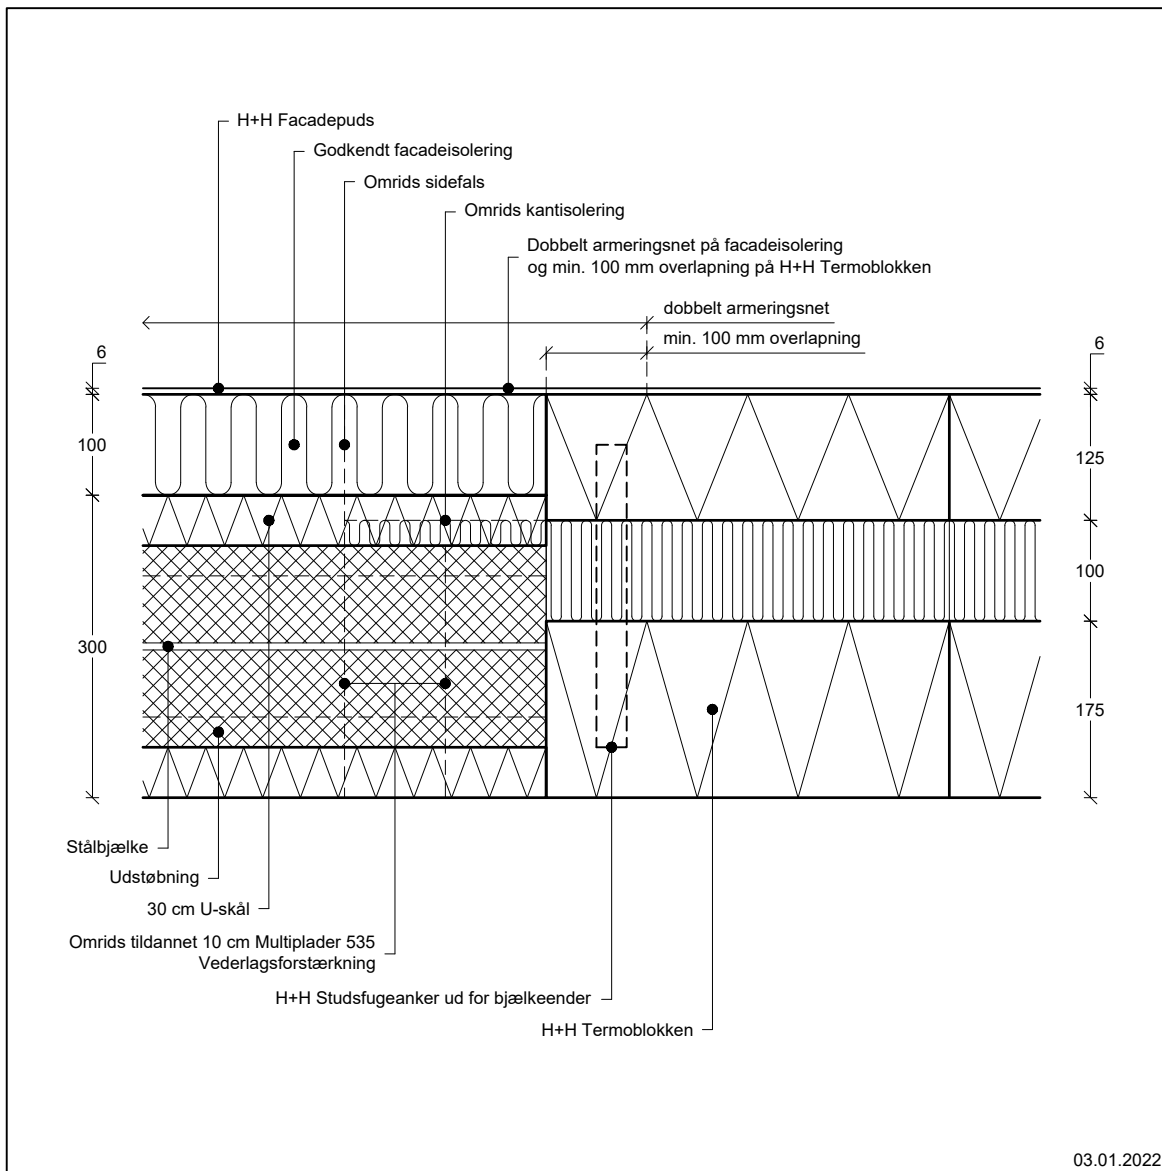 H+H Facadepuds
Godkendt facadeisolering
Omrids sidefals
Omrids kantisolering
Dobbelt armeringsnet på facadeisolering
og min. 100 mm overlapning på H+H Termoblokken
dobbelt armeringsnet
min. 100 mm overlapning
6
100
300
6
125
100
175
Stålbjælke
Udstøbning
30 cm U-skål
Omrids tildannet 10 cm Multiplader 535
Vederlagsforstærkning
H+H Studsfugeanker ud for bjælkeender
H+H Termoblokken
03.01.2022